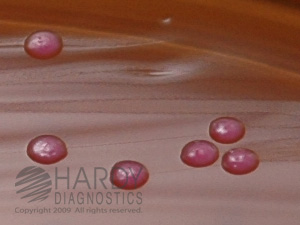 HARDY
DIAGNOSTICS
Copyright 2009 All rights reserved.